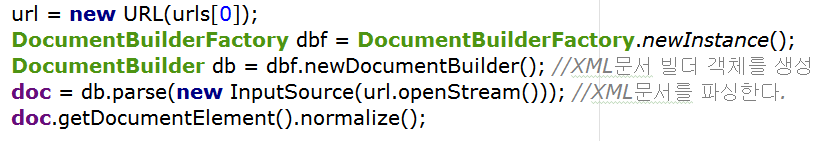 url = new URL(urls[0]);
DocumentBuilderFactory dbf = DocumentBuilderFactory.newInstance();
DocumentBuilder db = dbf.newDocumentBuilder(); //XML문서 빌더 객체를 생성
doc = db.parse(new InputSource(url.openStream())); //XML문서를 파싱한다.
doc.getDocumentElement().normalize();